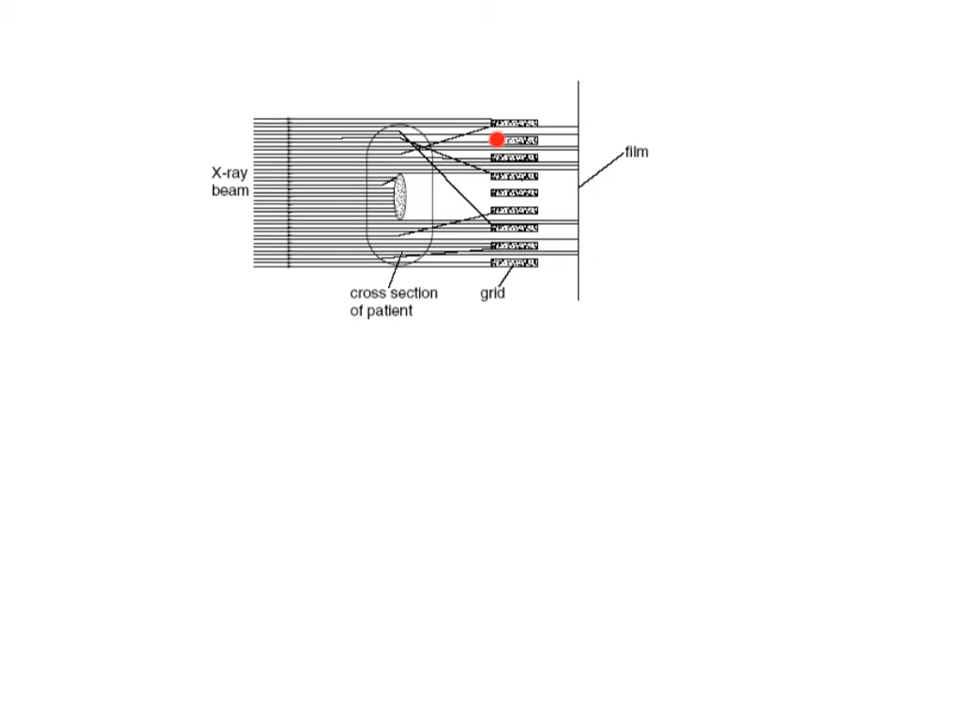 X-ray
beam
film
cross section
of patient
grid